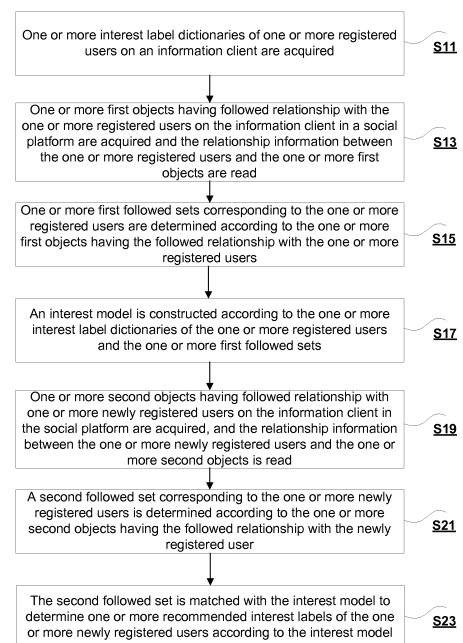 One or more interest label dictionaries of one or more registered
users on an information client are acquired
S11
One or more first objects having followed relationship with the
one or more registered users on the information client in a social
platform are acquired and the relationship information between
the one or more registered users and the one or more first
objects are read
S13
One or more first followed sets corresponding to the one or more
registered users are determined according to the one or more
first objects having the followed relationship with the one or more
registered users
S15
An interest model is constructed according to the one or more
interest label dictionaries of the one or more registered users
and the one or more first followed sets
S17
One or more second objects having followed relationship with
one or more newly registered users on the information client in
the social platform are acquired, and the relationship information
between the one or more newly registered users and the one or
more second objects is read
S19
A second followed set corresponding to the one or more newly
registered users is determined according to the one or more
second objects having the followed relationship with the newly
registered user
S21
The second followed set is matched with the interest model to
determine one or more recommended interest labels of the one
or more newly registered users according to the interest model
S23